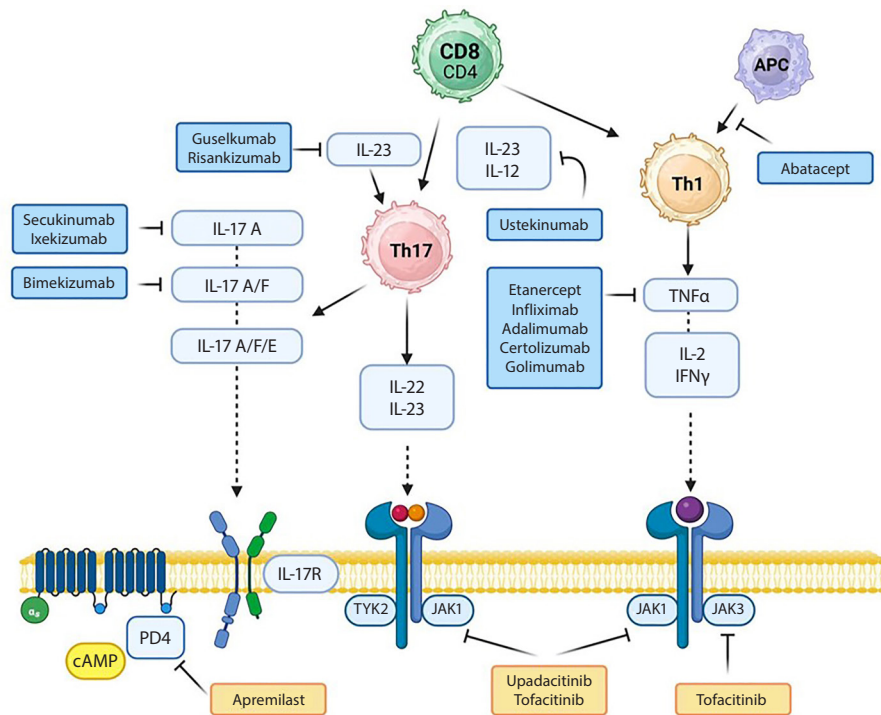 CD8
CD4
APC
Guselkumab
Risankizumab
IL-23
IL-23
IL-12
Abatacept
Th1
Secukinumab
Ixekizumab
IL-17 A
Ustekinumab
Th17
Bimekizumab
IL-17 A/F
Etanercept
Infliximab
Adalimumab
Certolizumab
Golimumab
TNFα
IL-17 A/F/E
IL-2
IFNγ
IL-22
IL-23
IL-17R
αs
TYK2
JAK1
JAK1
JAK3
PD4
cAMP
Apremilast
Upadacitinib
Tofacitinib
Tofacitinib